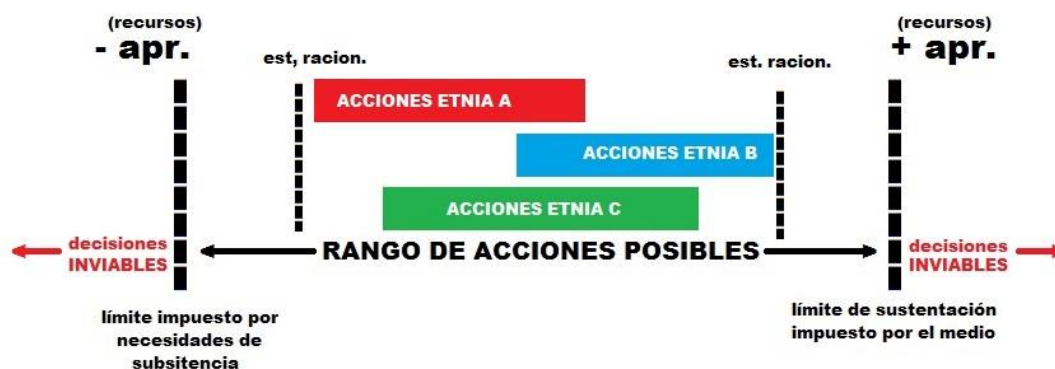 (recursos)
- apr.
(recursos)
+ apr.
est, racion.
est. racion.
ACCIONES ETNIA A
ACCIONES ETNIA B
ACCIONES ETNIA C
decisiones
INVIABLES
RANGO DE ACCIONES POSIBLES
decisiones
INVIABLES
límite impuesto por
necesidades de
subsitencia
límite de sustentación
impuesto por el medio